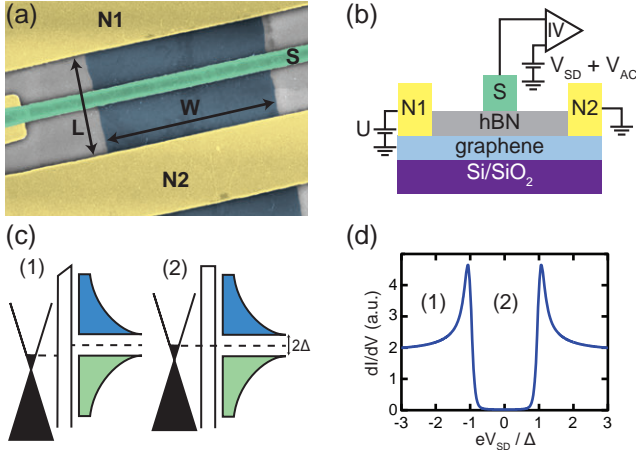 (a)
N1
S
W
L
N2
(b)
IV
V_SD + V_AC
S
N1
N2
U
hBN
graphene
Si/SiO₂
(c)
(1)
(2)
2Δ
(d)
(1)
(2)
dI/dV (a.u.)
4
3
2
1
0
-3 -2 -1 0 1 2 3
eV_SD / Δ